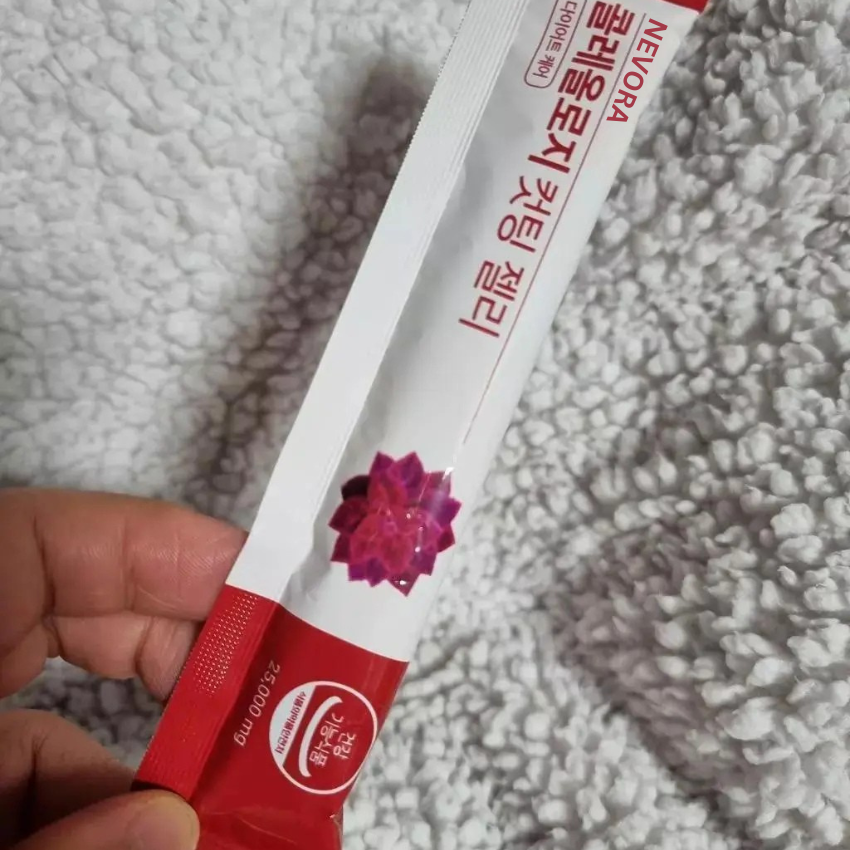 NEVORA
콜레올로지 컷팅 젤리
다이어트 케어
25,000 mg
건강
기능식품
식품의약품안전처